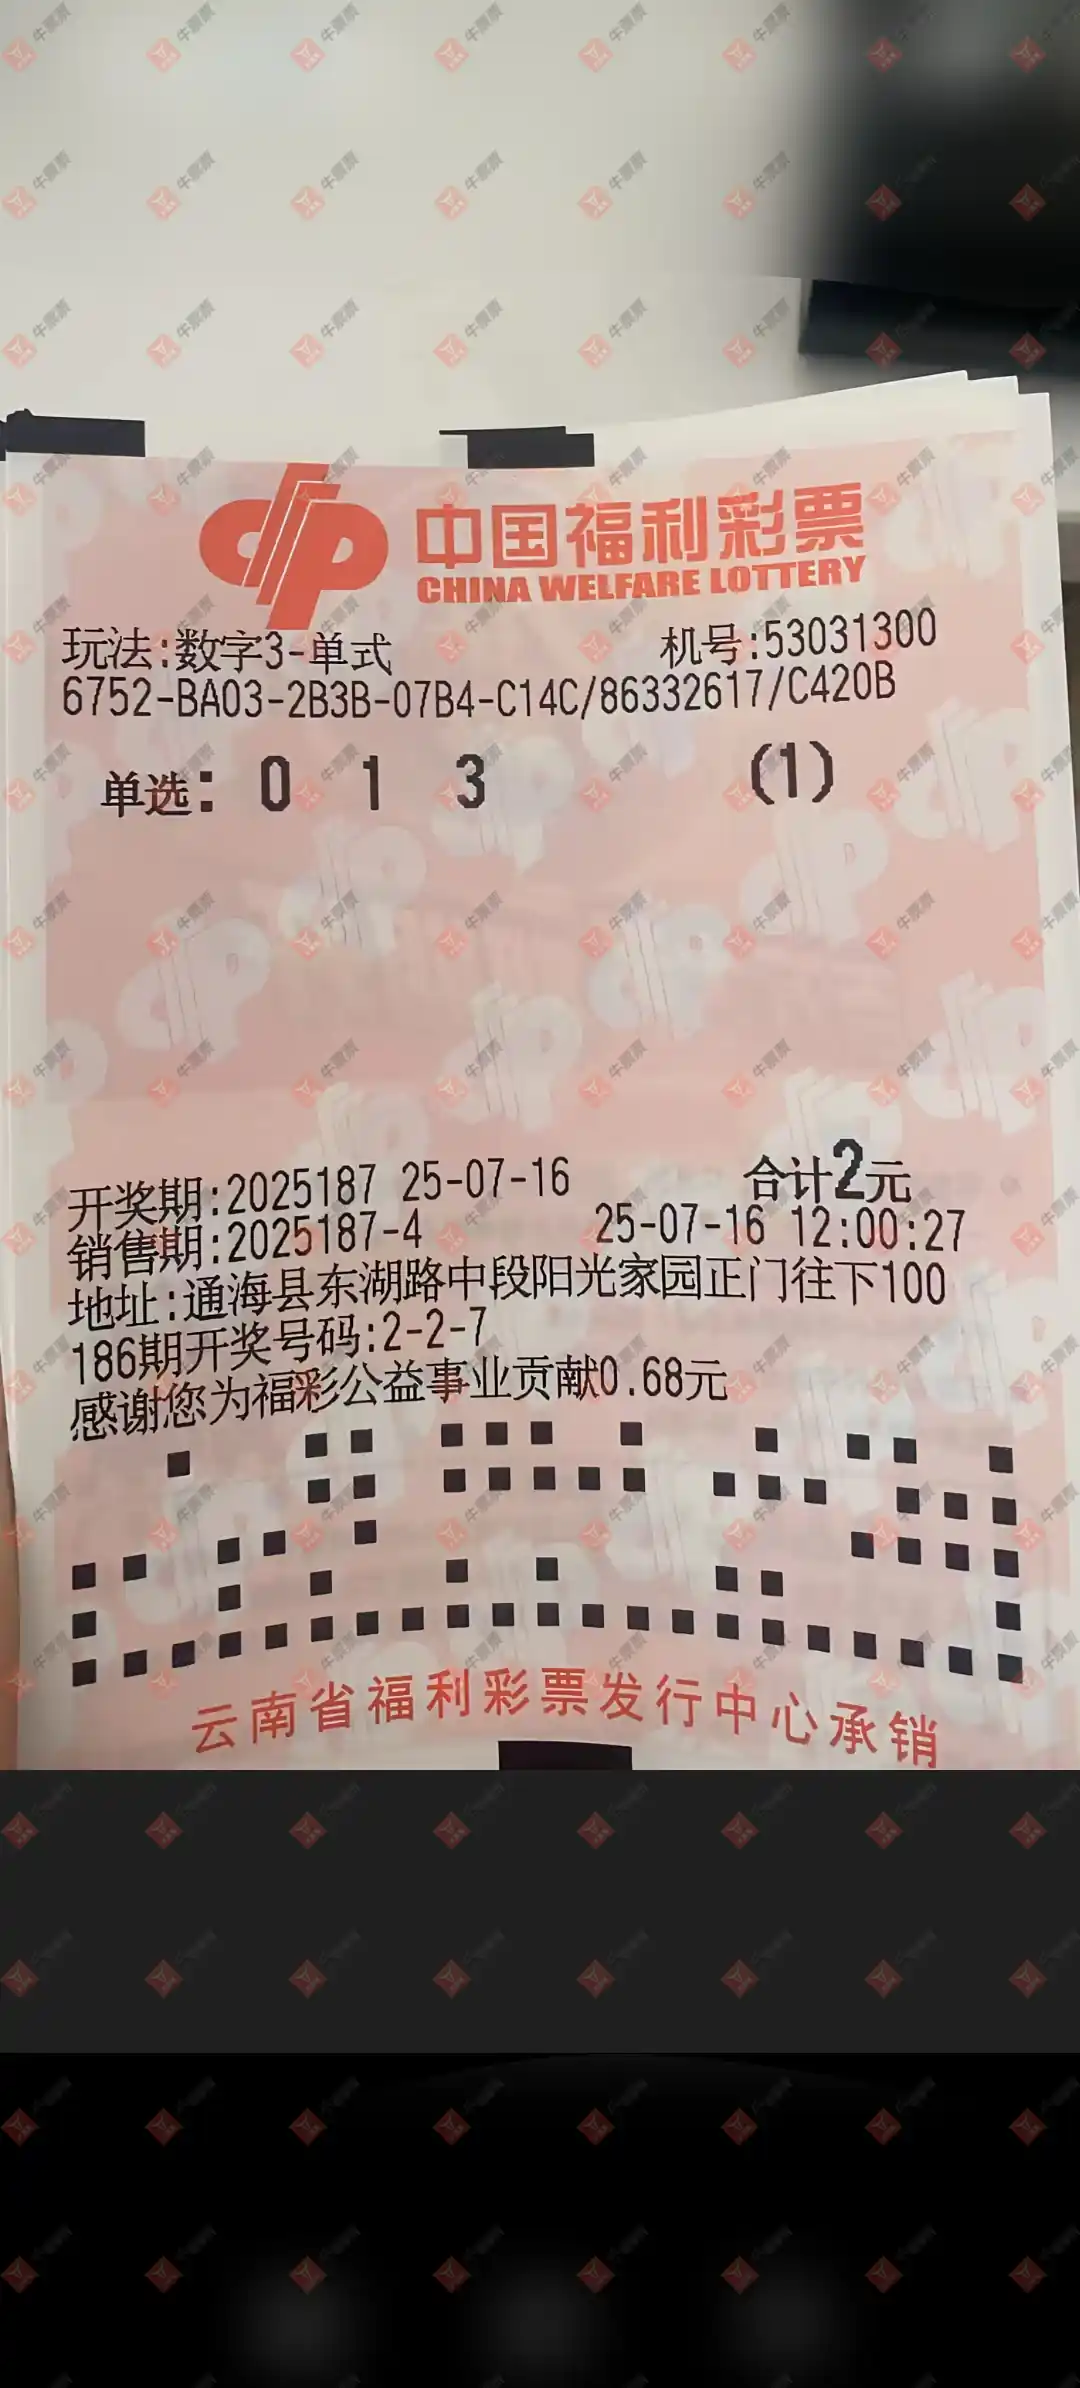 中国福利彩票
CHINA WELFARE LOTTERY
玩法:数字3-单式 机号:53031300
6752-BA03-2B3B-07B4-C14C/86332617/C420B
单选: 0 1 3 (1)
开奖期:2025187 25-07-16 合计2元
销售期:2025187-4 25-07-16 12:00:27
地址:通海县东湖路中段阳光家园正门往下100
186期开奖号码:2-2-7
感谢您为福彩公益事业贡献0.68元
云南省福利彩票发行中心承销
牛票票